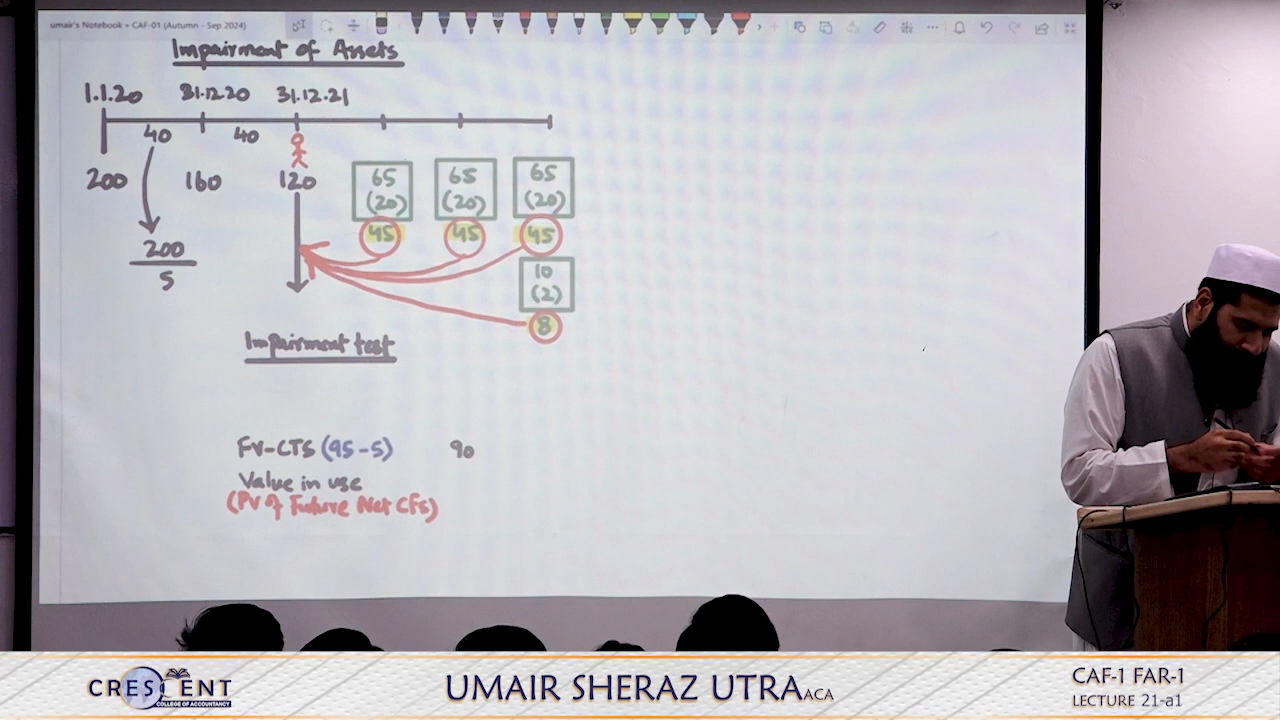 umair's Notebook - CAF-01 (Autumn - Sep 2024)
Impairment of Assets
1.1.20 31.12.20 31.12.21
40 40
200 160 120
65 65 65
(20) (20) (20)
45 45 45
200
5
10
(2)
8
Impairment test
FV-CTS (95-5) 90
Value in use
(PV of Future Net CFs)
CRESCENT
COLLEGE OF ACCOUNTANCY
UMAIR SHERAZ UTRA ACA
CAF-1 FAR-1
LECTURE 21-a1